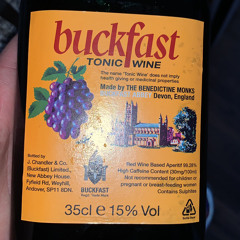 buckfast
TONIC WINE
The name "Tonic Wine" does not imply
health giving or medicinal properties
Made by THE BENEDICTINE MONKS
Devon, England
Bottled by
J. Chandler & Co.
(Buckfast) Limited,
New Abbey House
Fyfield Rd, Weyhill,
Andover, SP11 8DN.
BUCKFAST
Red Wine Based Aperitif
High Caffeine Content (30mg/100ml)
Not recommended for children or
pregnant or breast-feeding women
Contains Sulphites
35cl e 15% Vol